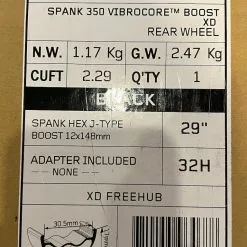 SPANK 350 VIBROCORE™ BOOST
XD
REAR WHEEL
N.W. 1.17 Kg G.W. 2.47 Kg
CUFT 2.29 Q'TY 1
BLACK
SPANK HEX J-TYPE
BOOST 12x148mm
29"
ADAPTER INCLUDED
-- NONE --
32H
XD FREEHUB
30.5mm